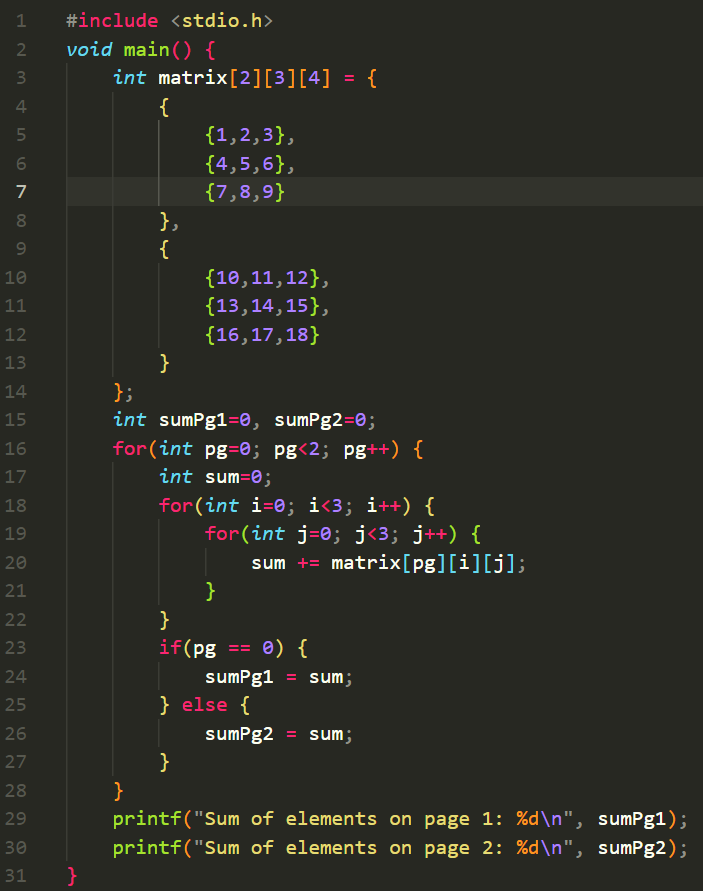 1 #include <stdio.h>
2 void main() {
3     int matrix[2][3][4] = {
4         {
5             {1,2,3},
6             {4,5,6},
7             {7,8,9}
8         },
9         {
10             {10,11,12},
11             {13,14,15},
12             {16,17,18}
13         }
14     };
15     int sumPg1=0, sumPg2=0;
16     for(int pg=0; pg<2; pg++) {
17         int sum=0;
18         for(int i=0; i<3; i++) {
19             for(int j=0; j<3; j++) {
20                 sum += matrix[pg][i][j];
21             }
22         }
23         if(pg == 0) {
24             sumPg1 = sum;
25         } else {
26             sumPg2 = sum;
27         }
28     }
29     printf("Sum of elements on page 1: %d\n", sumPg1);
30     printf("Sum of elements on page 2: %d\n", sumPg2);
31 }